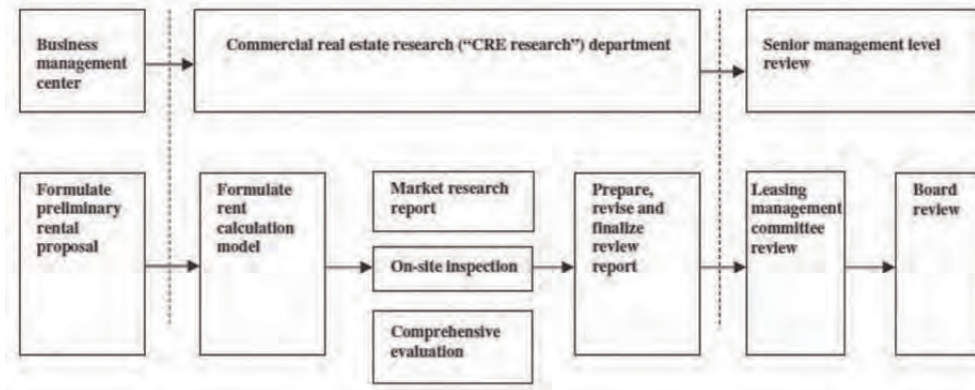 Business
management
center
Commercial real estate research (“CRE research”) department
Senior management level
review
Formulate
preliminary
rental
proposal
Formulate
rent
calculation
model
Market research
report
On-site inspection
Comprehensive
evaluation
Prepare,
revise and
finalize
review
report
Leasing
management
committee
review
Board
review